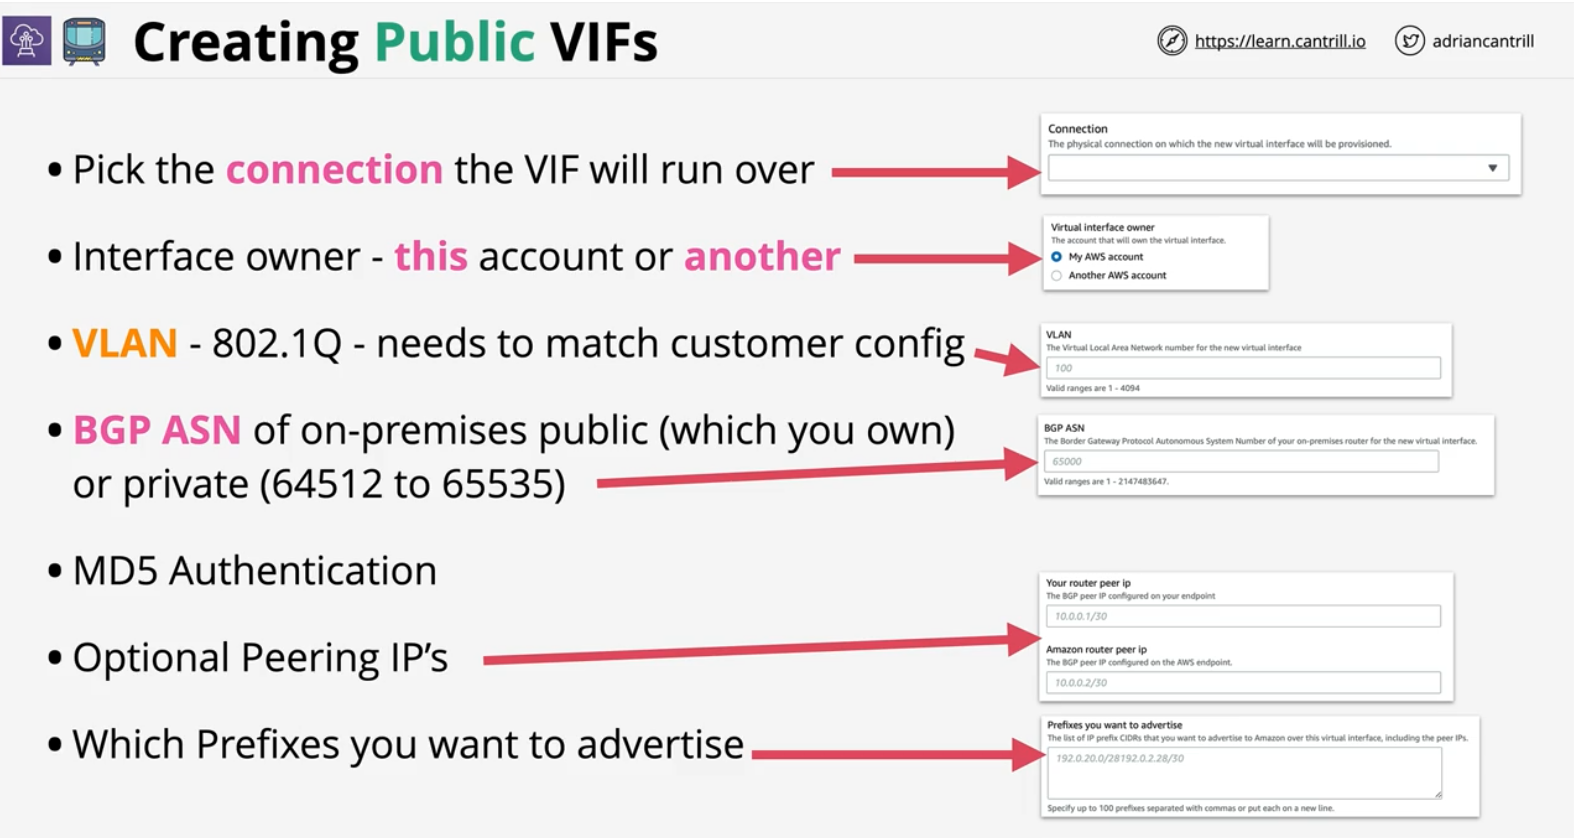 Creating Public VIFs
https://learn.cantrill.io
adriancantrill
• Pick the connection the VIF will run over
Connection
The physical connection on which the new virtual interface will be provisioned.
• Interface owner - this account or another
Virtual interface owner
The account that will own the virtual interface.
My AWS account
Another AWS account
• VLAN - 802.1Q - needs to match customer config
VLAN
The Virtual Local Area Network number for the new virtual interface
100
Valid ranges are 1 - 4094
• BGP ASN of on-premises public (which you own)
or private (64512 to 65535)
BGP ASN
The Border Gateway Protocol Autonomous System Number of your on-premises router for the new virtual interface.
65000
Valid ranges are 1 - 2147483647.
• MD5 Authentication
• Optional Peering IP’s
Your router peer ip
The BGP peer IP configured on your endpoint
10.0.0.1/30
Amazon router peer ip
The BGP peer IP configured on the AWS endpoint.
10.0.0.2/30
• Which Prefixes you want to advertise
Prefixes you want to advertise
The list of IP prefix CIDRs that you want to advertise to Amazon over this virtual interface, including the peer IPs.
192.0.20.0/28192.0.2.28/30
Specify up to 100 prefixes separated with commas or put each on a new line.